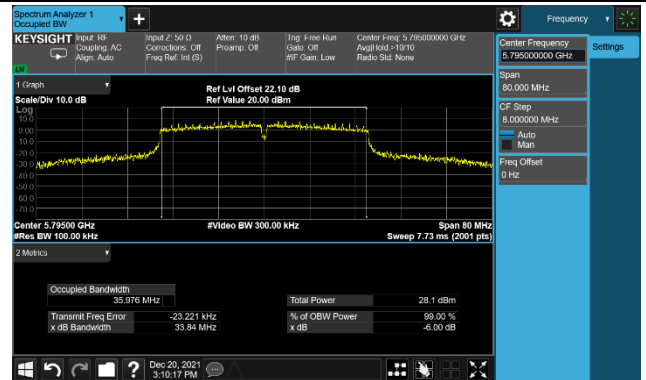 Spectrum Analyzer 1
Occupied BW
+
Frequency
KEYSIGHT
Input: RF
Coupling: AC
Align: Auto
Input Z: 50 Ω
Corrections: Off
Freq Ref: Int (S)
Atten: 10 dB
Preamp: Off
Trig: Free Run
Gate: Off
#IF Gain: Low
Center Freq: 5.795000000 GHz
Avg|Hold:>10/10
Radio Std: None
Center Frequency
5.795000000 GHz
Settings
Span
80.000 MHz
CF Step
8.000000 MHz
Auto
Man
Freq Offset
0 Hz
1 Graph
Scale/Div 10.0 dB
Ref Lvl Offset 22.10 dB
Ref Value 20.00 dBm
Log
10.0
0.00
-10.0
-20.0
-30.0
-40.0
-50.0
-60.0
-70.0
Center 5.79500 GHz
#Res BW 100.00 kHz
#Video BW 300.00 kHz
Span 80 MHz
Sweep 7.73 ms (2001 pts)
2 Metrics
Occupied Bandwidth
35.976 MHz
Total Power 28.1 dBm
Transmit Freq Error -23.221 kHz
% of OBW Power 99.00 %
x dB Bandwidth 33.84 MHz
x dB -6.00 dB
?
Dec 20, 2021
3:10:17 PM